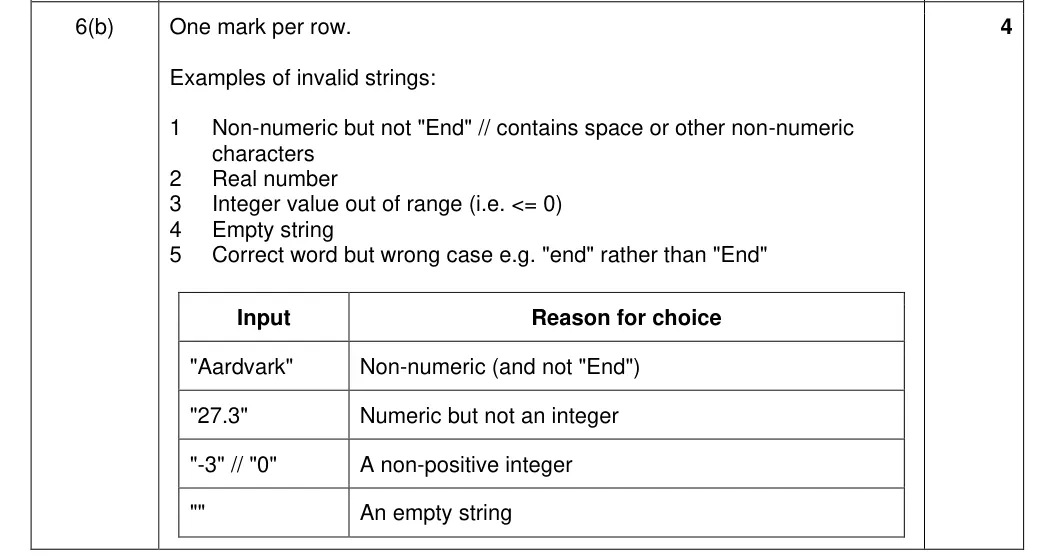 6(b) One mark per row. 4
Examples of invalid strings:
1 Non-numeric but not "End" // contains space or other non-numeric
characters
2 Real number
3 Integer value out of range (i.e. <= 0)
4 Empty string
5 Correct word but wrong case e.g. "end" rather than "End"
Input Reason for choice
"Aardvark" Non-numeric (and not "End")
"27.3" Numeric but not an integer
"-3" // "0" A non-positive integer
"" An empty string